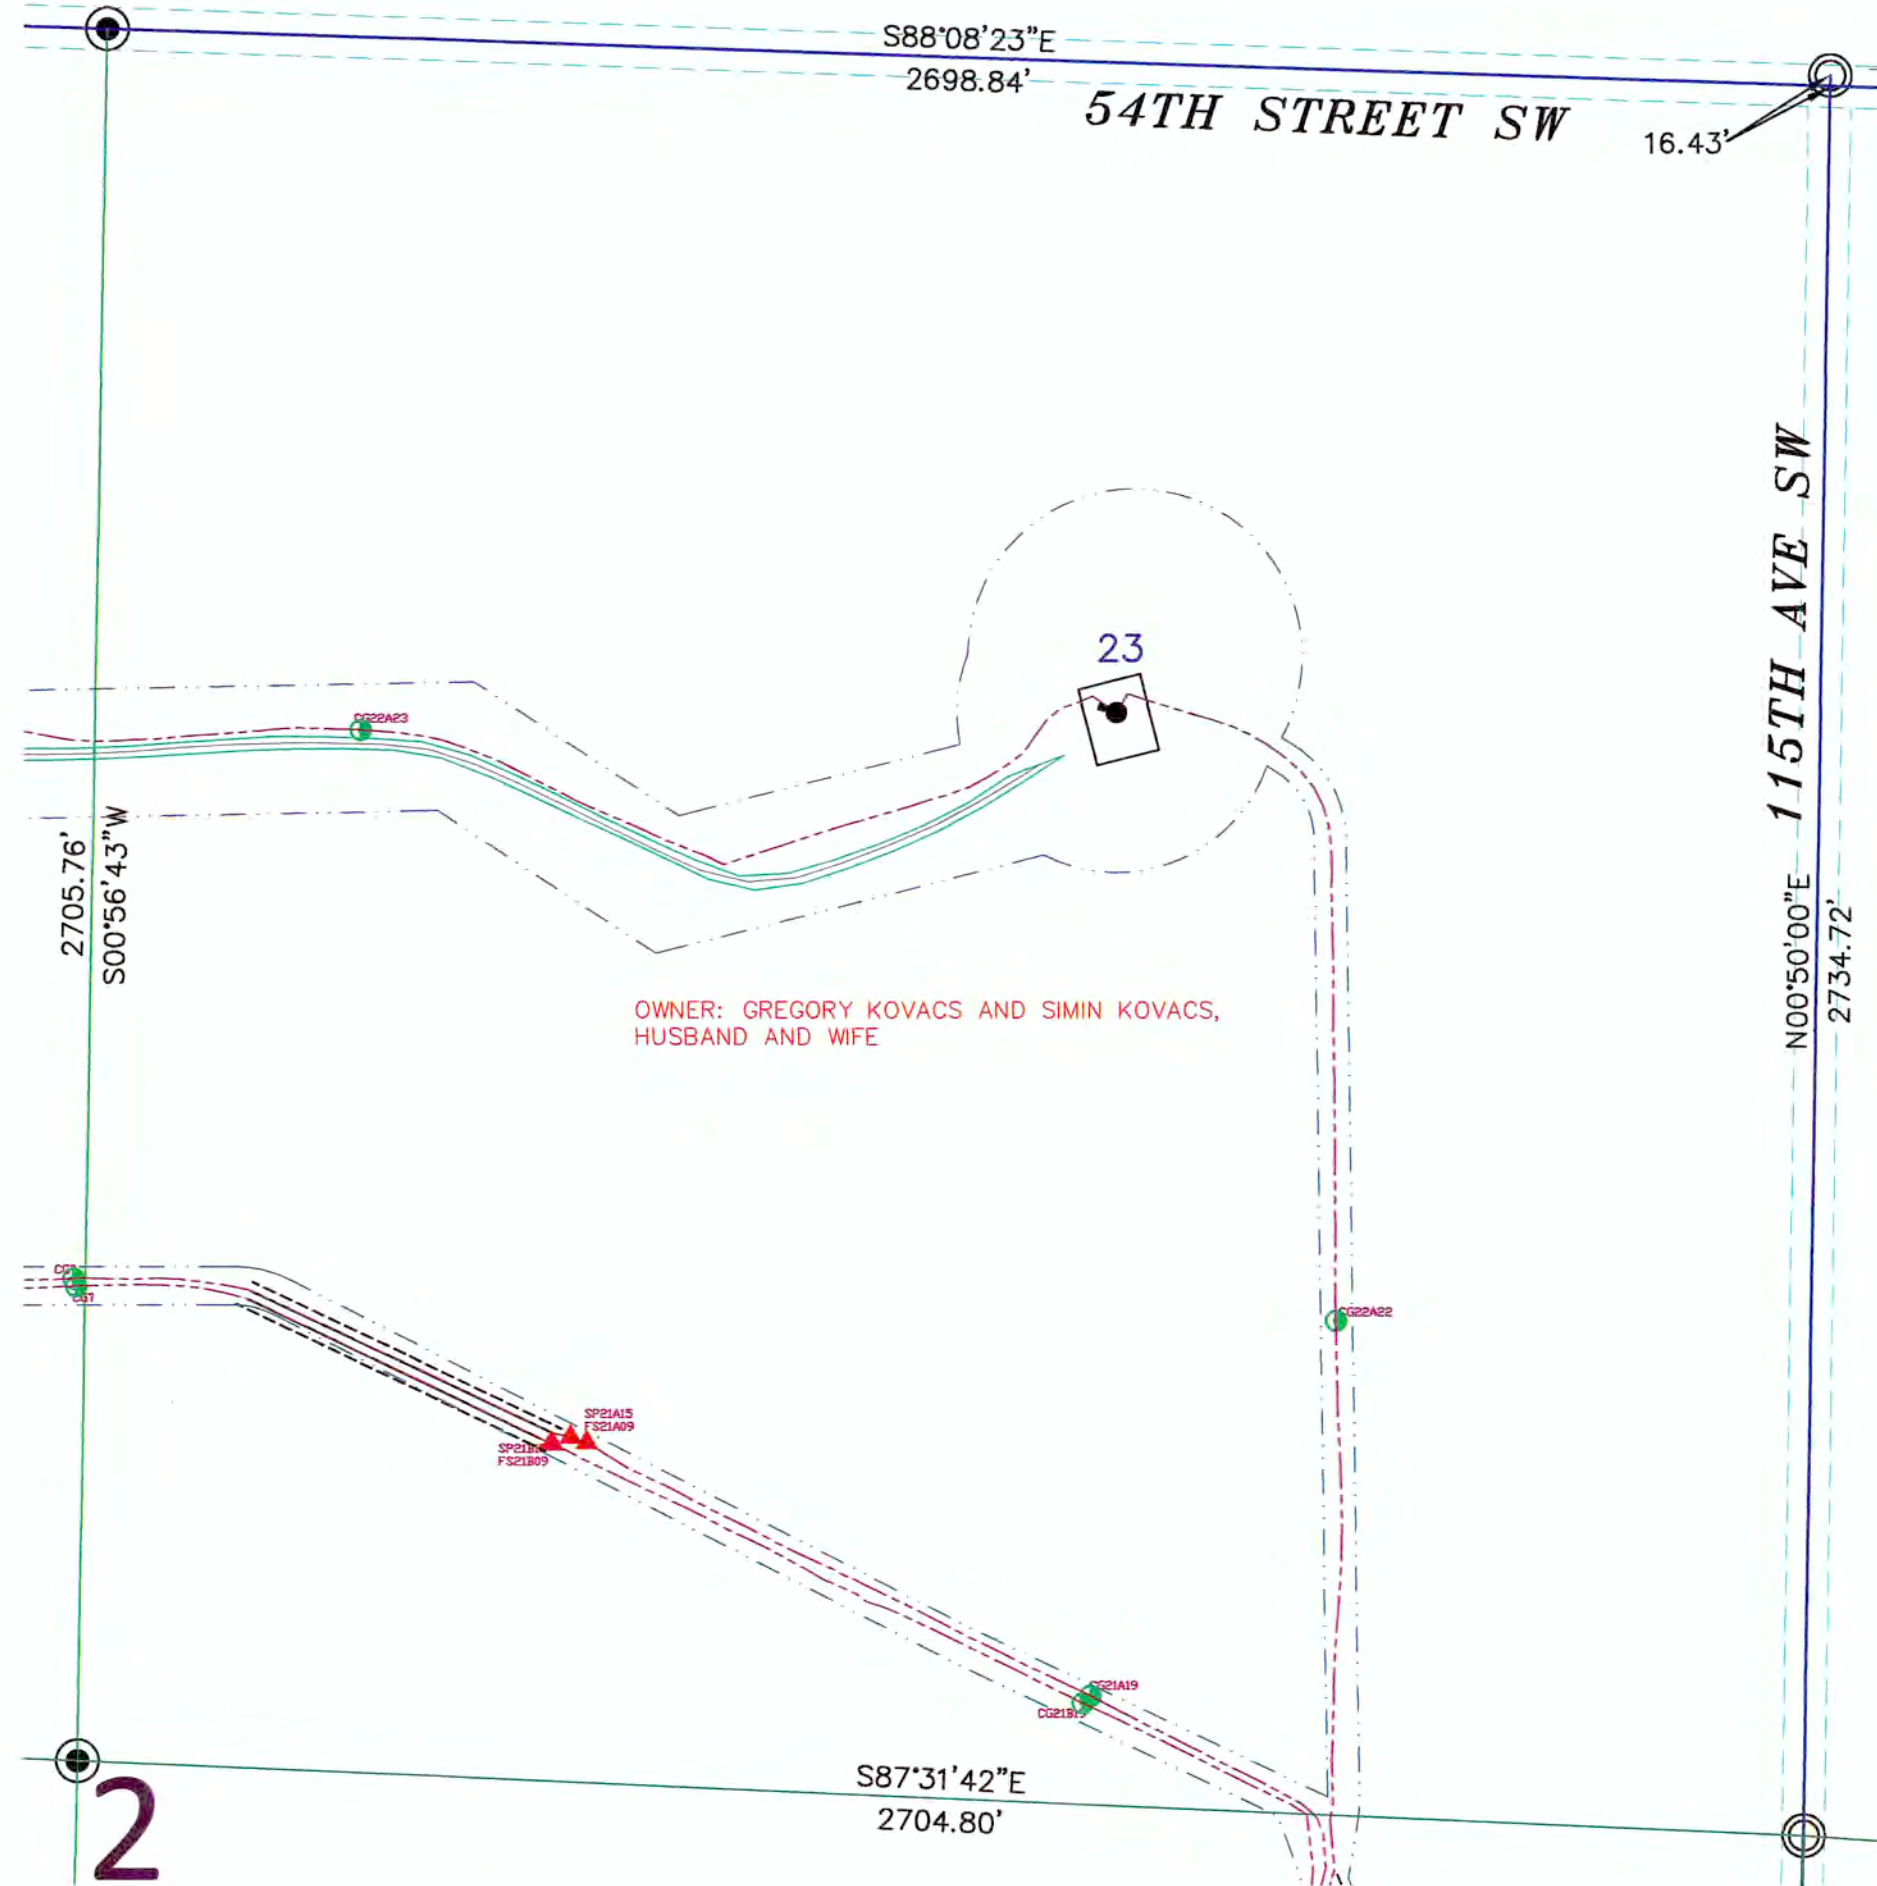 S88°08'23"E
2698.84'
54TH STREET SW
16.43'
115TH AVE SW
23
CG22A23
2705.76'
S00°56'43"W
N00°50'00"E
2734.72'
OWNER: GREGORY KOVACS AND SIMIN KOVACS,
HUSBAND AND WIFE
CG7
CG22A22
SP21A15
FS21A09
FS21B09
CG21A19
S87°31'42"E
2704.80'
2